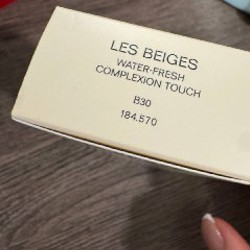 LES BEIGES
WATER-FRESH
COMPLEXION TOUCH
B30
184.570